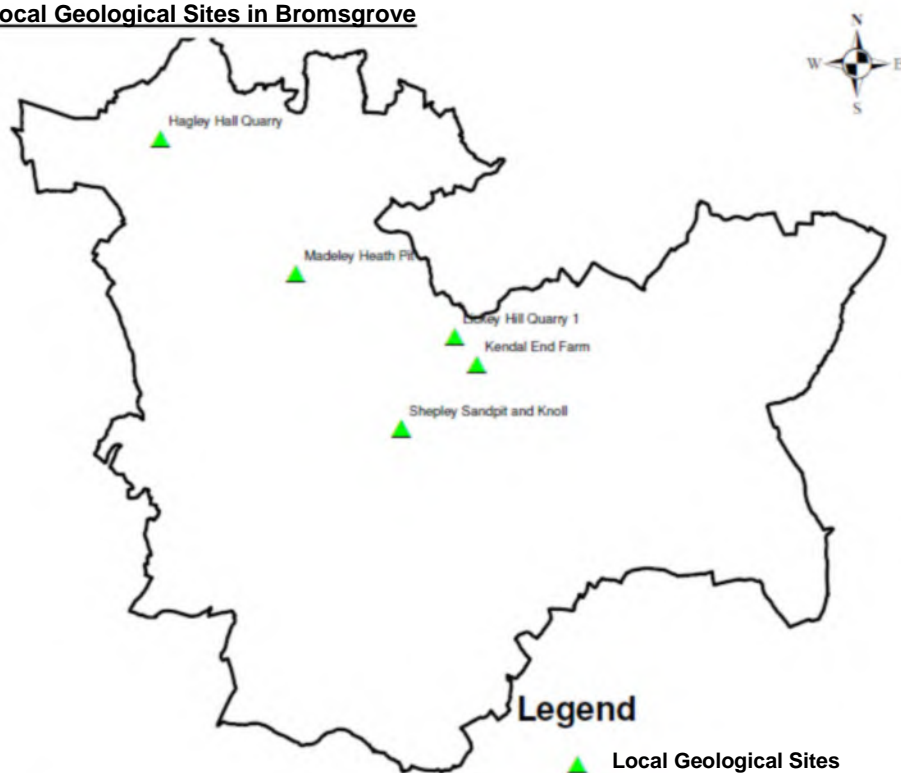 ocal Geological Sites in Bromsgrove
N
W E
S
Hagley Hall Quarry
Madeley Heath Pit
Lickey Hill Quarry 1
Kendal End Farm
Shepley Sandpit and Knoll
Legend
Local Geological Sites